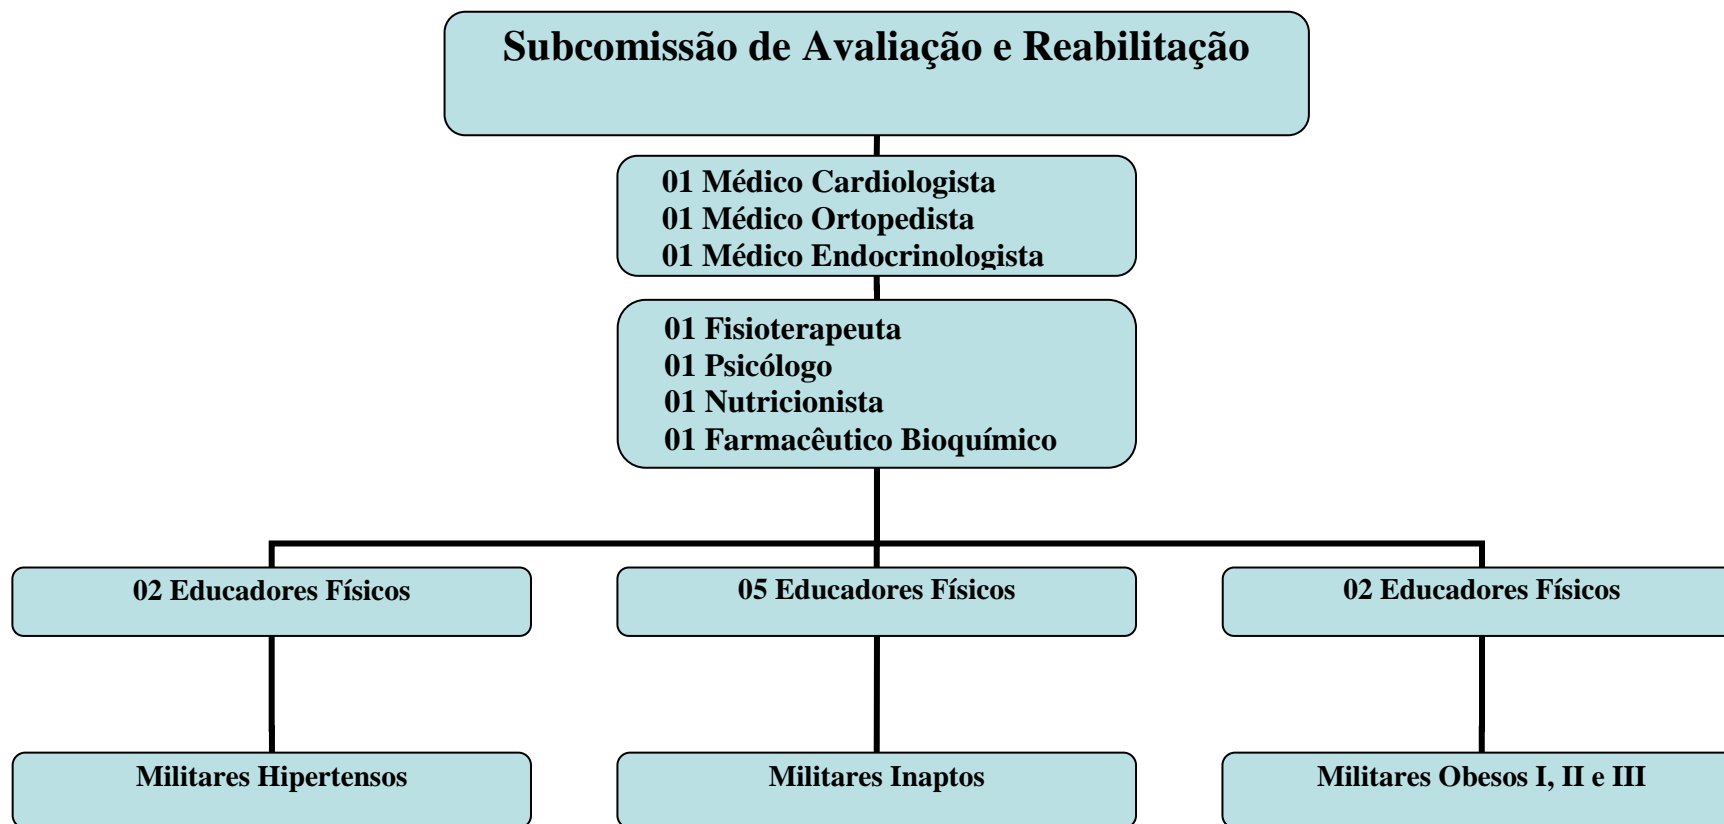 Subcomissão de Avaliação e Reabilitação
01 Médico Cardiologista
01 Médico Ortopedista
01 Médico Endocrinologista
01 Fisioterapeuta
01 Psicólogo
01 Nutricionista
01 Farmacêutico Bioquímico
02 Educadores Físicos
05 Educadores Físicos
02 Educadores Físicos
Militares Hipertensos
Militares Inaptos
Militares Obesos I, II e III